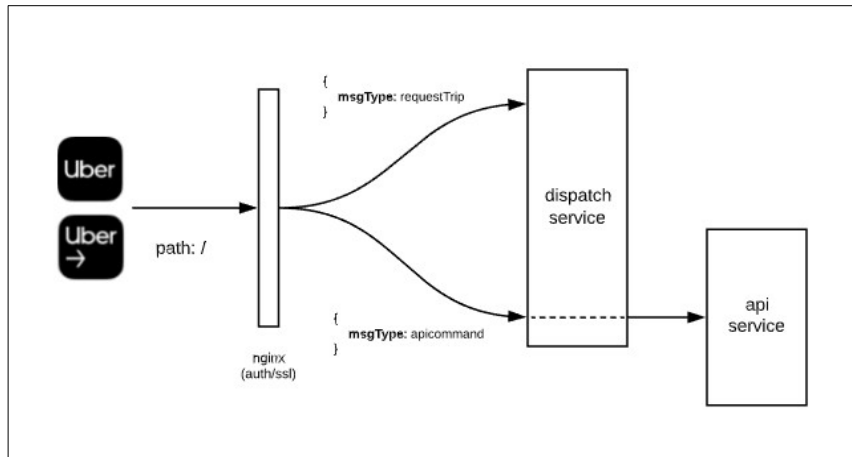 Uber
Uber
path: /
nginx
(auth/ssl)
{
msgType: requestTrip
}
{
msgType: apicommand
}
dispatch
service
api
service